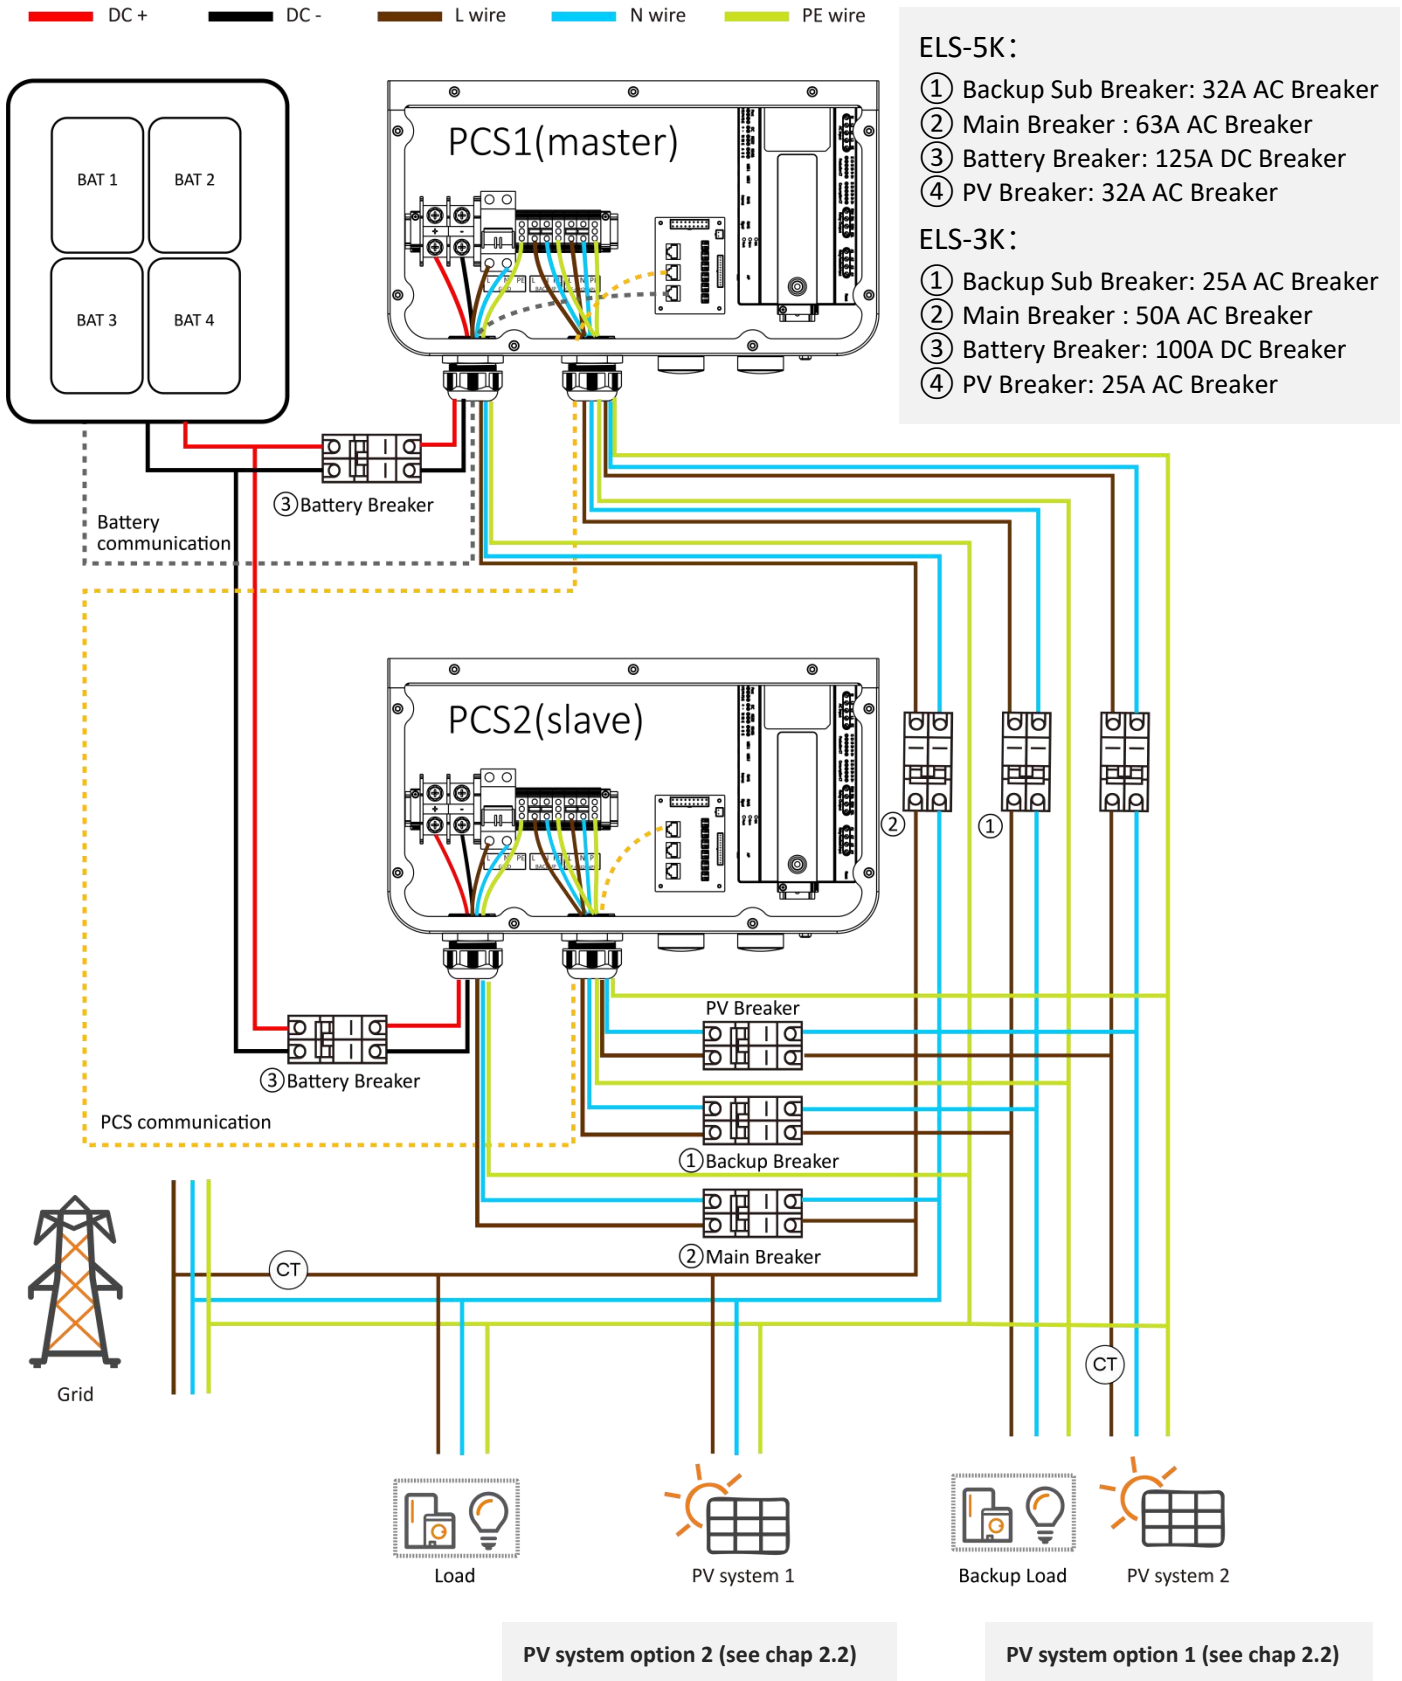 DC +
DC -
L wire
N wire
PE wire
ELS-5K:
① Backup Sub Breaker: 32A AC Breaker
② Main Breaker : 63A AC Breaker
③ Battery Breaker: 125A DC Breaker
④ PV Breaker: 32A AC Breaker
ELS-3K:
① Backup Sub Breaker: 25A AC Breaker
② Main Breaker : 50A AC Breaker
③ Battery Breaker: 100A DC Breaker
④ PV Breaker: 25A AC Breaker
BAT 1
BAT 2
BAT 3
BAT 4
PCS1(master)
+
-
L N PE
③Battery Breaker
Battery
communication
PCS2(slave)
+
-
L N PE
②
①
PV Breaker
③Battery Breaker
PCS communication
①Backup Breaker
②Main Breaker
CT
Grid
CT
Load
PV system 1
Backup Load
PV system 2
PV system option 2 (see chap 2.2)
PV system option 1 (see chap 2.2)